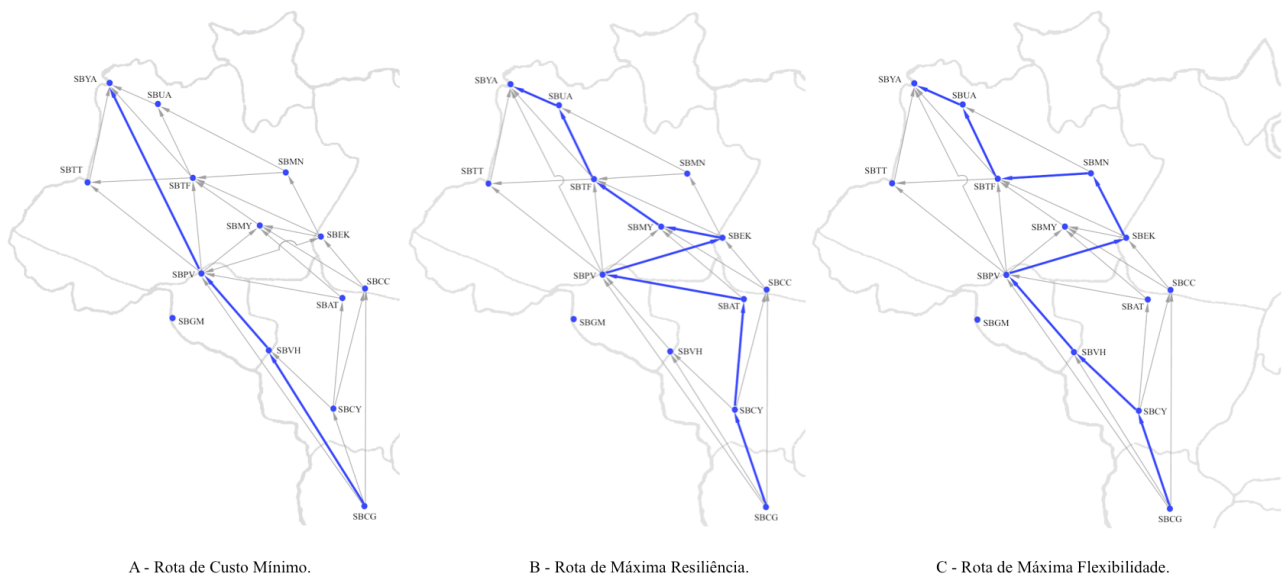 SBYA
SBUA
SBTT
SBTF
SBMN
SBMY
SBEK
SBPV
SBCC
SBAT
SBGM
SBVH
SBCY
SBCG
A - Rota de Custo Mínimo.
SBYA
SBUA
SBTT
SBTF
SBMN
SBMY
SBEK
SBPV
SBCC
SBAT
SBGM
SBVH
SBCY
SBCG
B - Rota de Máxima Resiliência.
SBYA
SBUA
SBTT
SBTF
SBMN
SBMY
SBEK
SBPV
SBCC
SBAT
SBGM
SBVH
SBCY
SBCG
C - Rota de Máxima Flexibilidade.